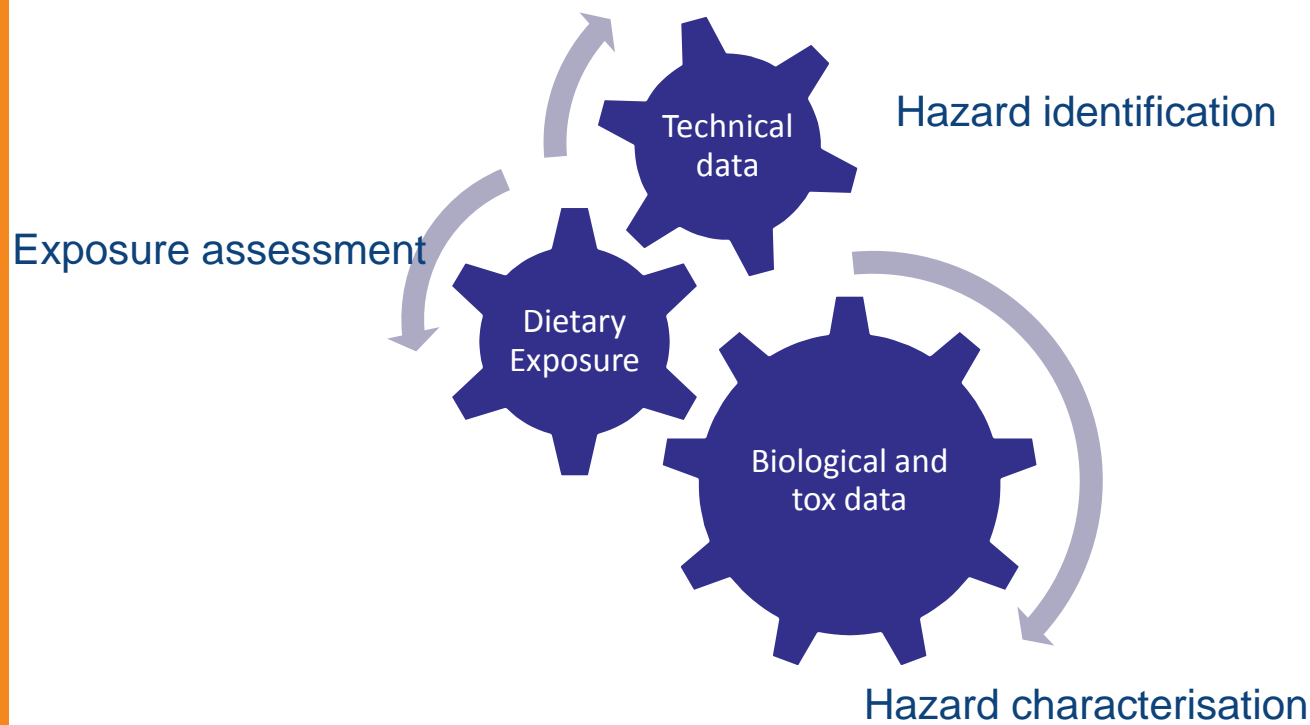 Technical
data
Hazard identification
Exposure assessment
Dietary
Exposure
Biological and
tox data
Hazard characterisation